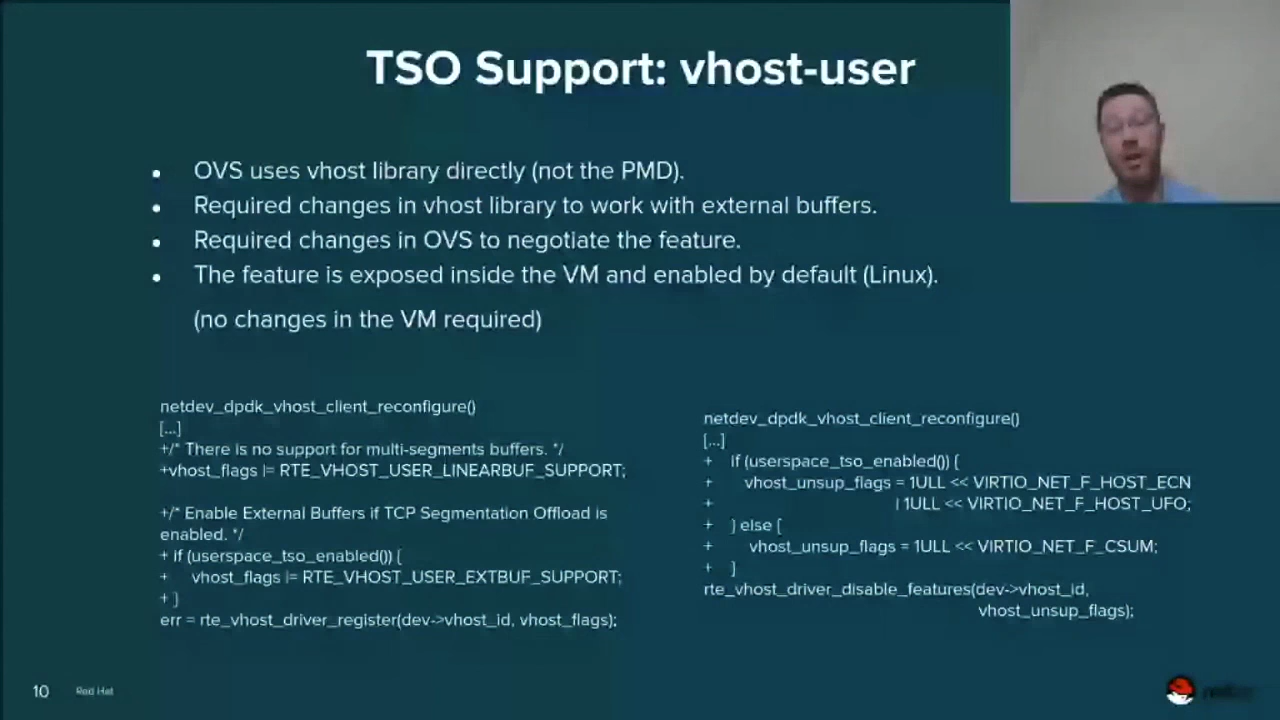 TSO Support: vhost-user
• OVS uses vhost library directly (not the PMD).
• Required changes in vhost library to work with external buffers.
• Required changes in OVS to negotiate the feature.
• The feature is exposed inside the VM and enabled by default (Linux).
(no changes in the VM required)
netdev_dpdk_vhost_client_reconfigure()
[...]
+/* There is no support for multi-segments buffers. */
+vhost_flags |= RTE_VHOST_USER_LINEARBUF_SUPPORT;
+/* Enable External Buffers if TCP Segmentation Offload is
enabled. */
+ if (userspace_tso_enabled()) {
+ vhost_flags |= RTE_VHOST_USER_EXTBUF_SUPPORT;
+ }
err = rte_vhost_driver_register(dev->vhost_id, vhost_flags);
netdev_dpdk_vhost_client_reconfigure()
[...]
+ if (userspace_tso_enabled()) {
+ vhost_unsup_flags = 1ULL << VIRTIO_NET_F_HOST_ECN
+ | 1ULL << VIRTIO_NET_F_HOST_UFO;
+ } else {
+ vhost_unsup_flags = 1ULL << VIRTIO_NET_F_CSUM;
+ }
rte_vhost_driver_disable_features(dev->vhost_id,
vhost_unsup_flags);
10 Red Hat